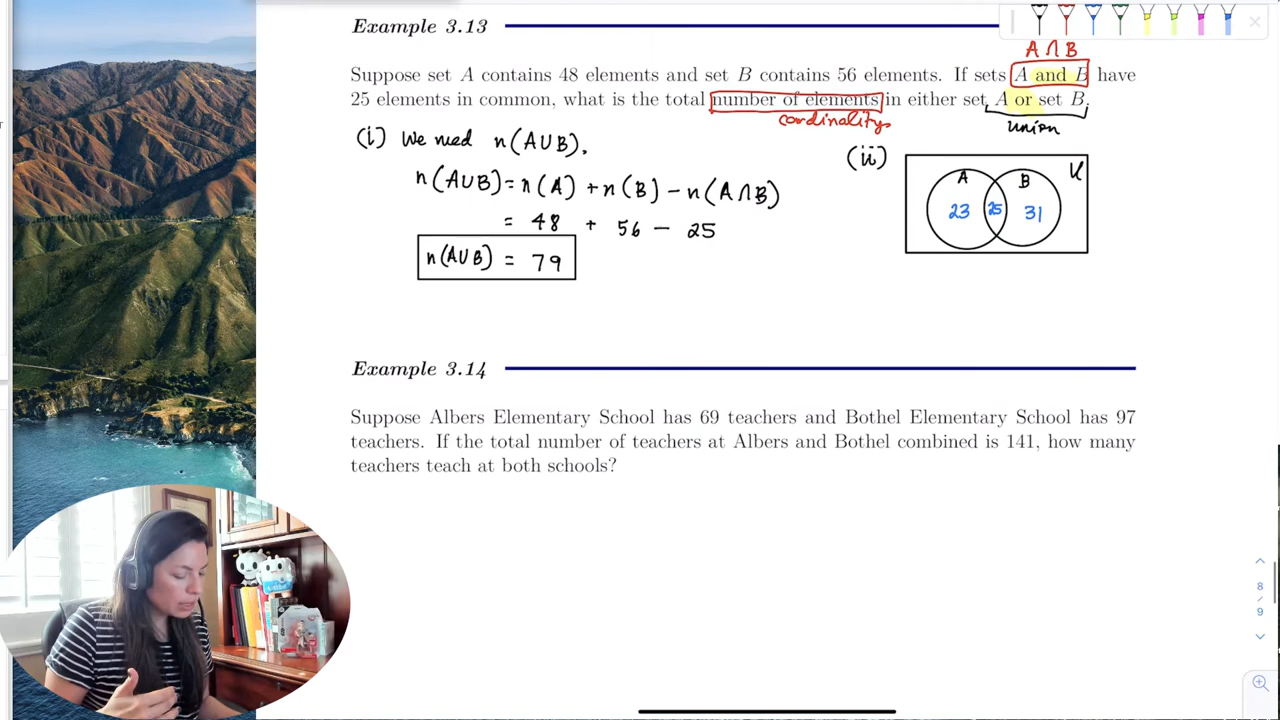 Example 3.13
A ∩ B
Suppose set A contains 48 elements and set B contains 56 elements. If sets A and B have
25 elements in common, what is the total number of elements in either set A or set B.
cardinality
union
(i) We need n(A∪B).
(ii)
n(A∪B) = n(A) + n(B) − n(A∩B)
= 48 + 56 − 25
n(A∪B) = 79
A B U
23 25 31
Example 3.14
Suppose Albers Elementary School has 69 teachers and Bothel Elementary School has 97
teachers. If the total number of teachers at Albers and Bothel combined is 141, how many
teachers teach at both schools?
8
/
9